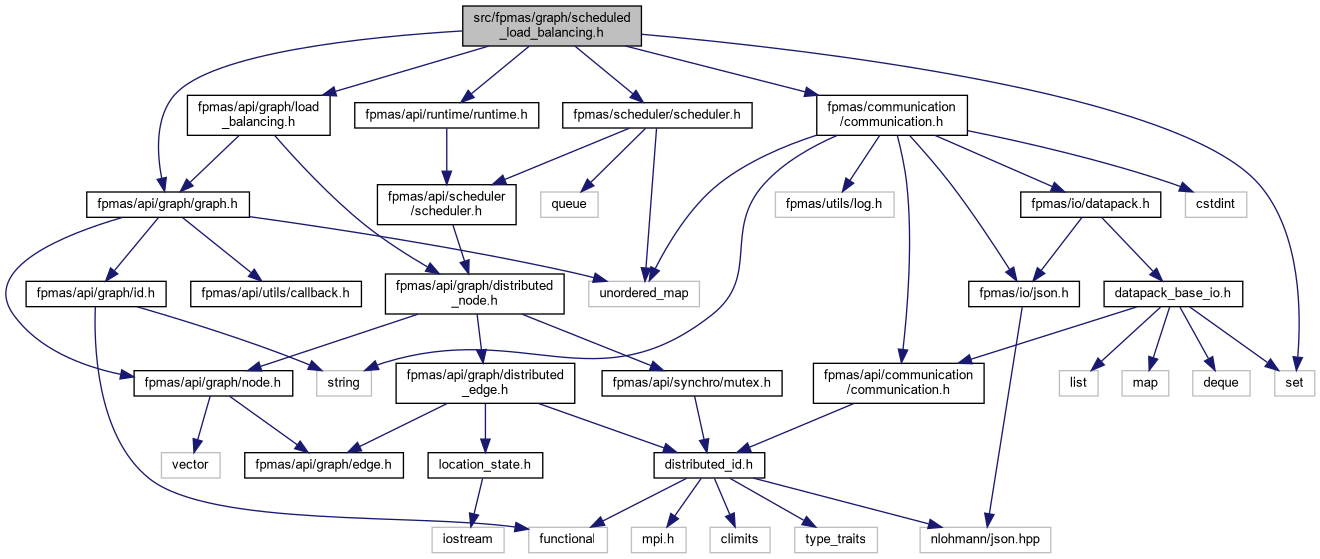 src/fpmas/graph/scheduled
_load_balancing.h
fpmas/api/graph/load
_balancing.h
fpmas/api/runtime/runtime.h
fpmas/scheduler/scheduler.h
fpmas/communication
/communication.h
fpmas/api/graph/graph.h
fpmas/api/scheduler
/scheduler.h
queue
fpmas/utils/log.h
fpmas/io/datapack.h
cstdint
fpmas/api/graph/id.h
fpmas/api/utils/callback.h
fpmas/api/graph/distributed
_node.h
unordered_map
fpmas/io/json.h
datapack_base_io.h
fpmas/api/graph/node.h
string
fpmas/api/graph/distributed
_edge.h
fpmas/api/synchro/mutex.h
fpmas/api/communication
/communication.h
list
map
deque
set
vector
fpmas/api/graph/edge.h
location_state.h
distributed_id.h
iostream
functional
mpi.h
climits
type_traits
nlohmann/json.hpp